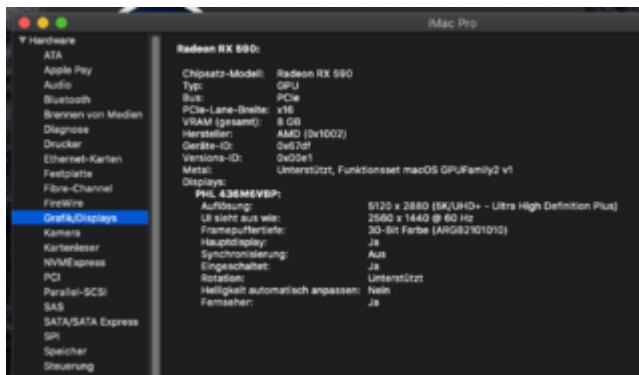 iMac Pro
Hardware
ATA
Apple Pay
Audio
Bluetooth
Brennen von Medien
Diagnose
Drucker
Ethernet-Karten
Festplatte
Fibre-Channel
FireWire
Grafik/Displays
Kamera
Kartenleser
NVMExpress
PCI
Parallel-SCSI
SAS
SATA/SATA Express
SPI
Speicher
Steuerung
Radeon RX 590:
Chipsatz-Modell: Radeon RX 590
Typ: GPU
Bus: PCIe
PCIe-Lane-Breite: x16
VRAM (gesamt): 8 GB
Hersteller: AMD (0x1002)
Geräte-ID: 0x67df
Versions-ID: 0x00e1
Metal: Unterstützt, Funktionsset macOS GPUFamily2 v1
Displays:
PHL 436M6VBP:
Auflösung: 5120 x 2880 (5K/UHD+ - Ultra High Definition Plus)
UI sieht aus wie: 2560 x 1440 @ 60 Hz
Framepuffertiefe: 30-Bit Farbe (ARGB2101010)
Hauptdisplay: Ja
Synchronisierung: Aus
Eingeschaltet: Ja
Rotation: Unterstützt
Helligkeit automatisch anpassen: Nein
Fernseher: Ja